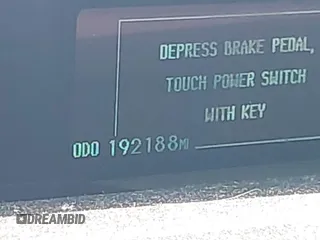 DEPRESS BRAKE PEDAL,
TOUCH POWER SWITCH
WITH KEY
ODO 192188MI
DREAMBID